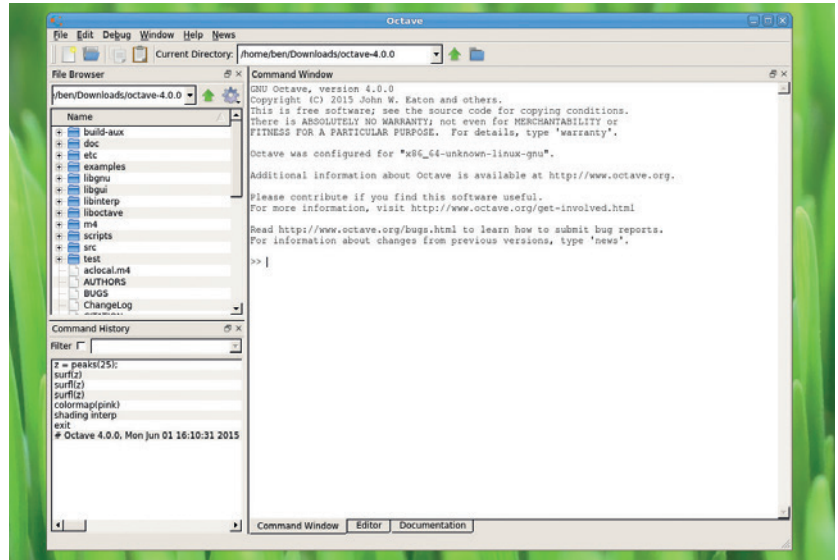 Octave
File Edit Debug Window Help News
Current Directory: /home/ben/Downloads/octave-4.0.0
File Browser
/ben/Downloads/octave-4.0.0
Name
build-aux
doc
etc
examples
libgnu
libgui
libinterp
liboctave
m4
scripts
src
test
aclocal.m4
AUTHORS
BUGS
ChangeLog
Command History
Filter
z = peaks(25);
surf(z)
surfl(z)
surfl(z)
colormap(pink)
shading interp
exit
# Octave 4.0.0, Mon Jun 01 16:10:31 2015
Command Window
GNU Octave, version 4.0.0
Copyright (C) 2015 John W. Eaton and others.
This is free software; see the source code for copying conditions.
There is ABSOLUTELY NO WARRANTY; not even for MERCHANTABILITY or
FITNESS FOR A PARTICULAR PURPOSE.  For details, type 'warranty'.
Octave was configured for "x86_64-unknown-linux-gnu".
Additional information about Octave is available at http://www.octave.org.
Please contribute if you find this software useful.
For more information, visit http://www.octave.org/get-involved.html
Read http://www.octave.org/bugs.html to learn how to submit bug reports.
For information about changes from previous versions, type 'news'.
>>
Command Window Editor Documentation